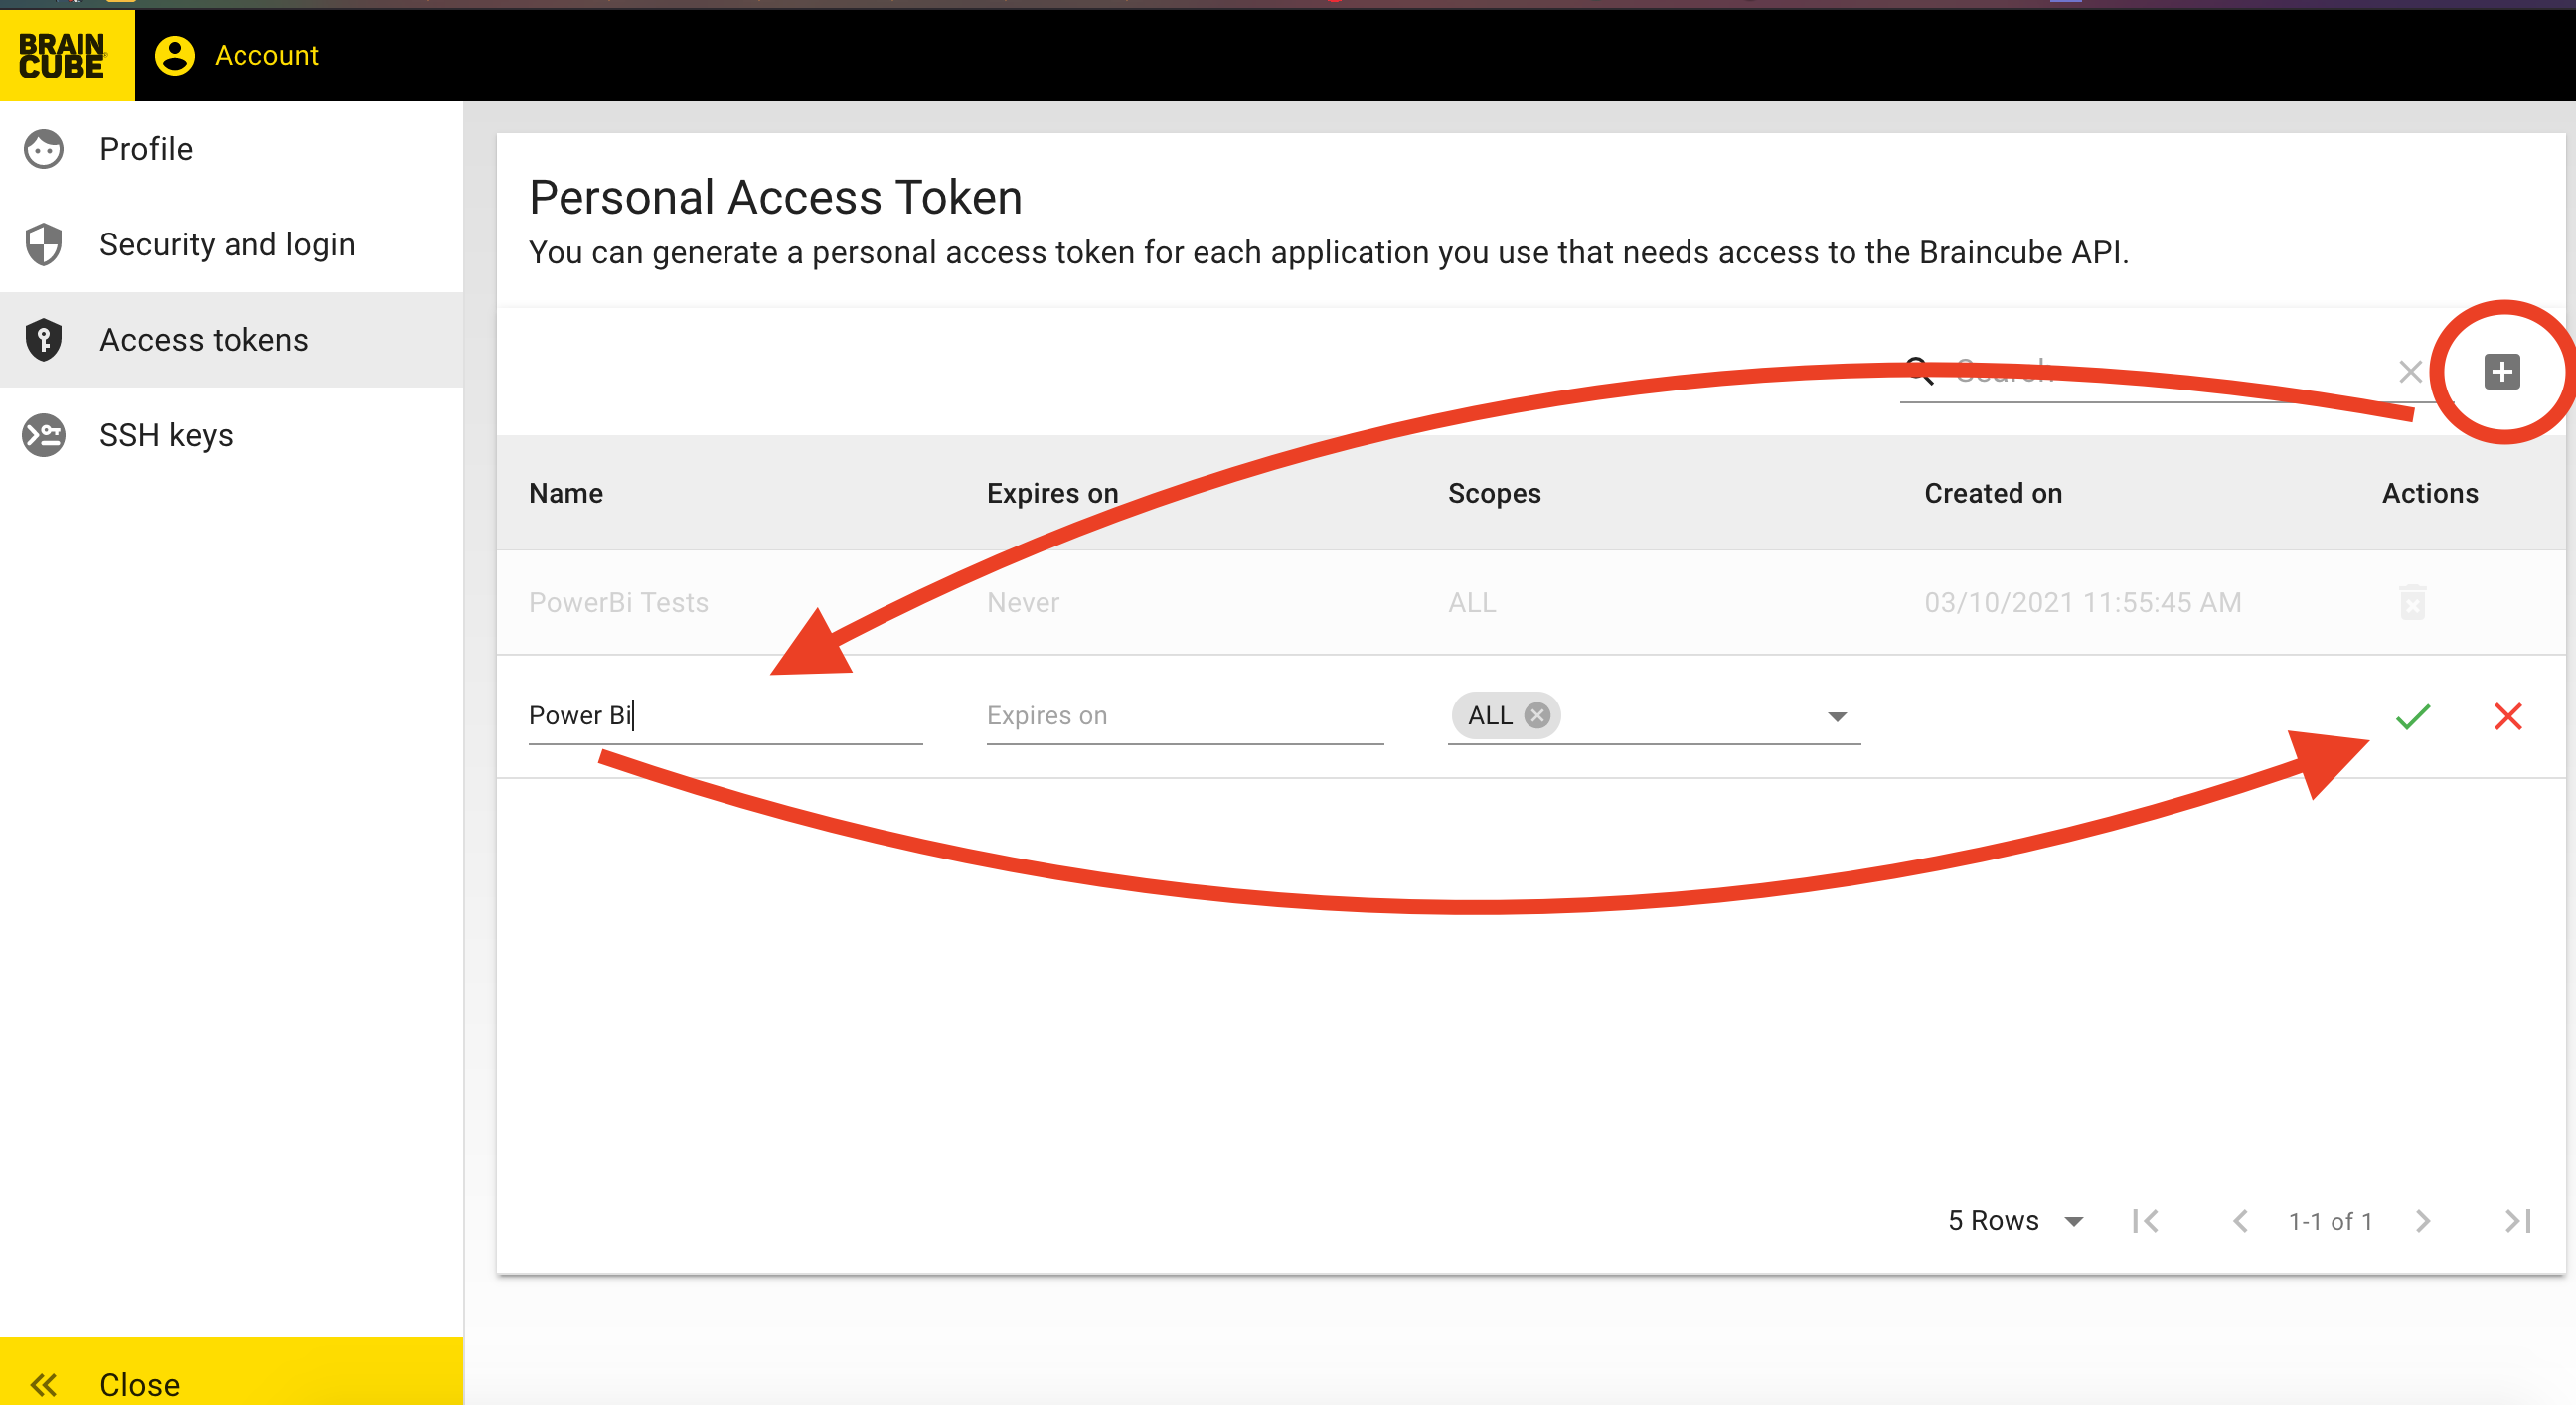 BRAIN
CUBE
Account
Profile
Security and login
Access tokens
SSH keys
Close
Personal Access Token
You can generate a personal access token for each application you use that needs access to the Braincube API.
Search
Name Expires on Scopes Created on Actions
PowerBi Tests Never ALL 03/10/2021 11:55:45 AM
Power Bi Expires on ALL
5 Rows 1-1 of 1